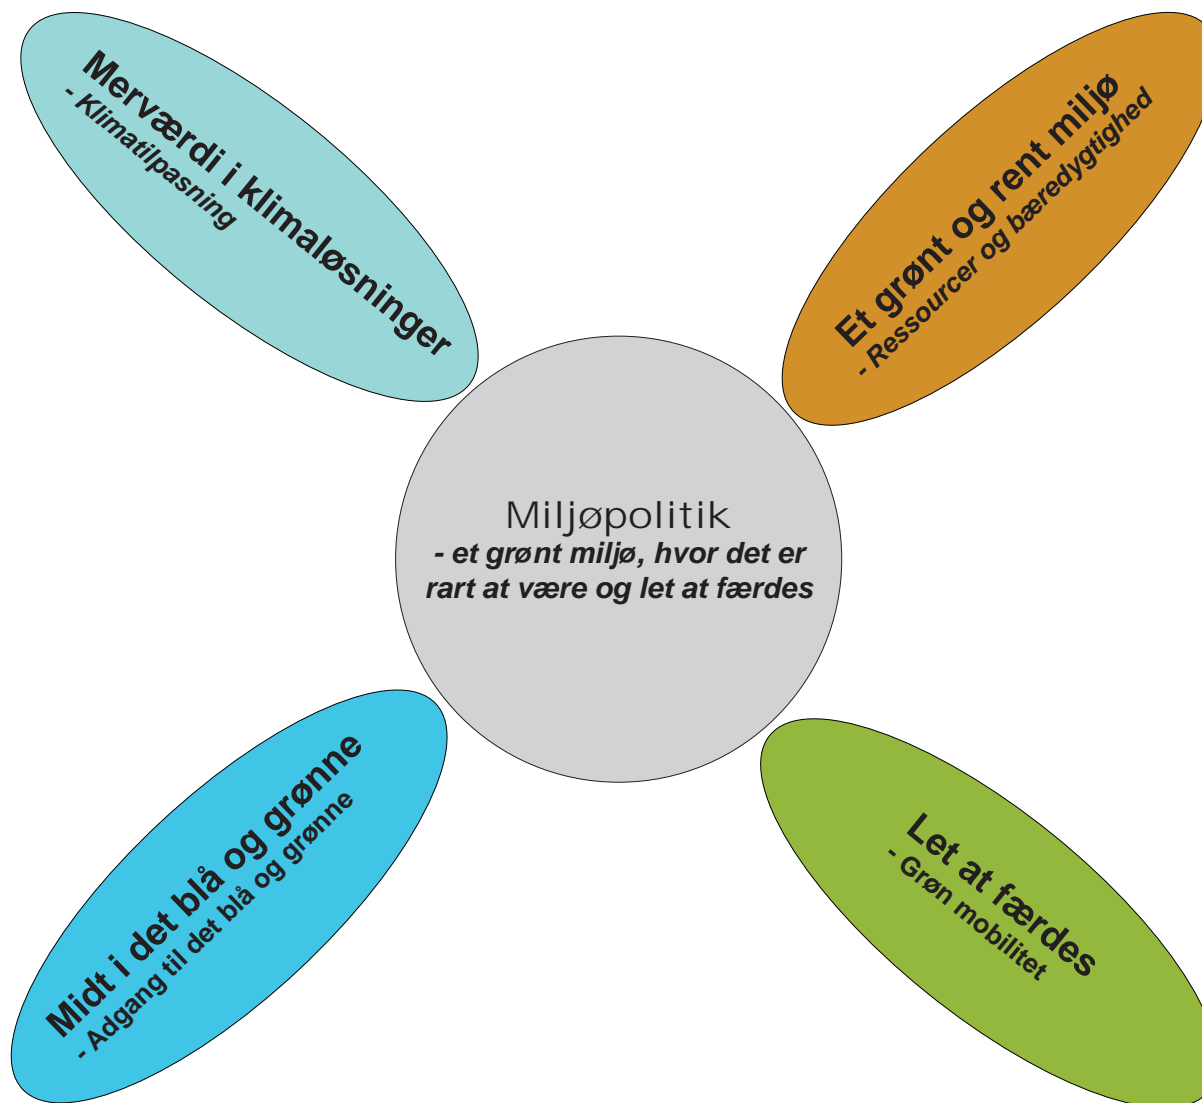 Merværdi i klimaløsninger
- Klimatilpasning
Et grønt og rent miljø
- Ressourcer og bæredygtighed
Miljøpolitik
- et grønt miljø, hvor det er
rart at være og let at færdes
Midt i det blå og grønne
- Adgang til det blå og grønne
Let at færdes
- Grøn mobilitet